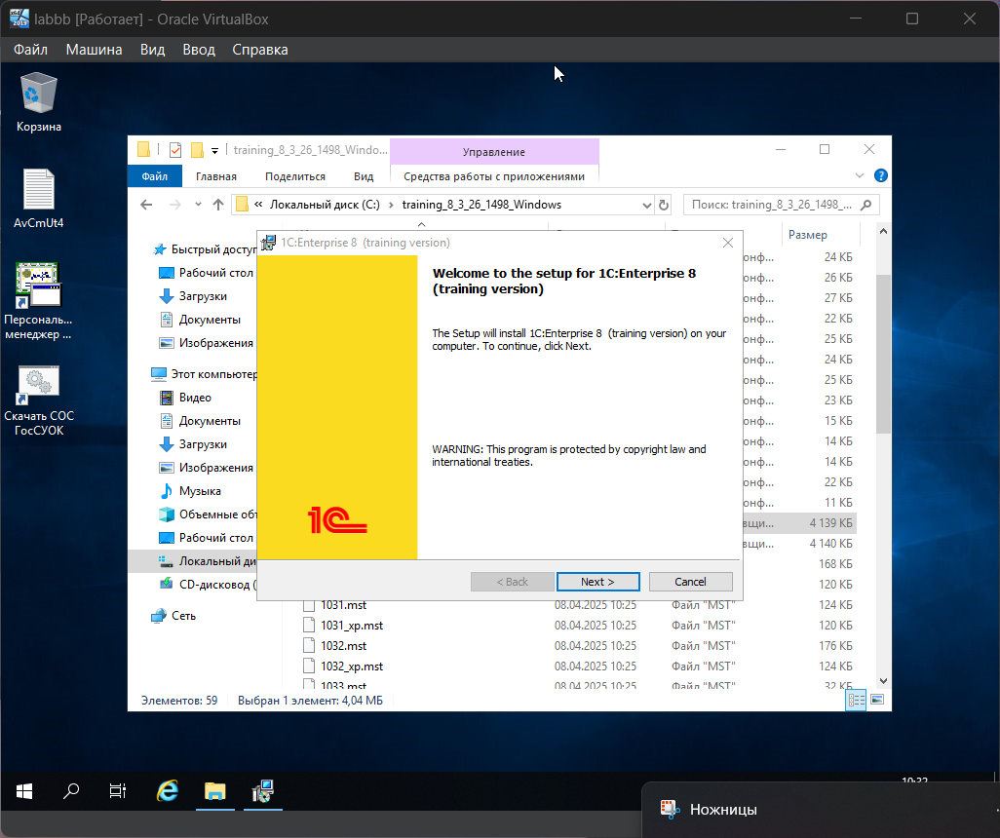 labbb [Работает] - Oracle VirtualBox
Файл Машина Вид Ввод Справка
Корзина
AvCmUt4
Персональ...
менеджер ...
Скачать СОС
ГосСУОК
training_8_3_26_1498_Windo...
Управление
Файл Главная Поделиться Вид Средства работы с приложениями
« Локальный диск (C:) › training_8_3_26_1498_Windows
Поиск: training_8_3_26_1498_...
Размер
Быстрый досту
Рабочий стол
Загрузки
Документы
Изображения
Этот компьютер
Видео
Документы
Загрузки
Изображения
Музыка
Объемные объ
Рабочий стол
Локальный ди
CD-дисковод (
Сеть
онф... 24 КБ
онф... 26 КБ
онф... 27 КБ
онф... 22 КБ
онф... 25 КБ
онф... 24 КБ
онф... 25 КБ
онф... 23 КБ
онф... 15 КБ
онф... 14 КБ
онф... 14 КБ
онф... 22 КБ
онф... 11 КБ
вщи... 4 139 КБ
вщи... 4 140 КБ
168 КБ
120 КБ
1031.mst 08.04.2025 10:25 Файл "MST" 124 КБ
1031_xp.mst 08.04.2025 10:25 Файл "MST" 120 КБ
1032.mst 08.04.2025 10:25 Файл "MST" 176 КБ
1032_xp.mst 08.04.2025 10:25 Файл "MST" 124 КБ
1033.mst 08.04.2025 10:25 Файл "MST" 32 КБ
Элементов: 59 Выбран 1 элемент: 4,04 МБ
1C:Enterprise 8 (training version)
Welcome to the setup for 1C:Enterprise 8
(training version)
The Setup will install 1C:Enterprise 8 (training version) on your
computer. To continue, click Next.
WARNING: This program is protected by copyright law and
international treaties.
1C
< Back Next > Cancel
10:32
Ножницы